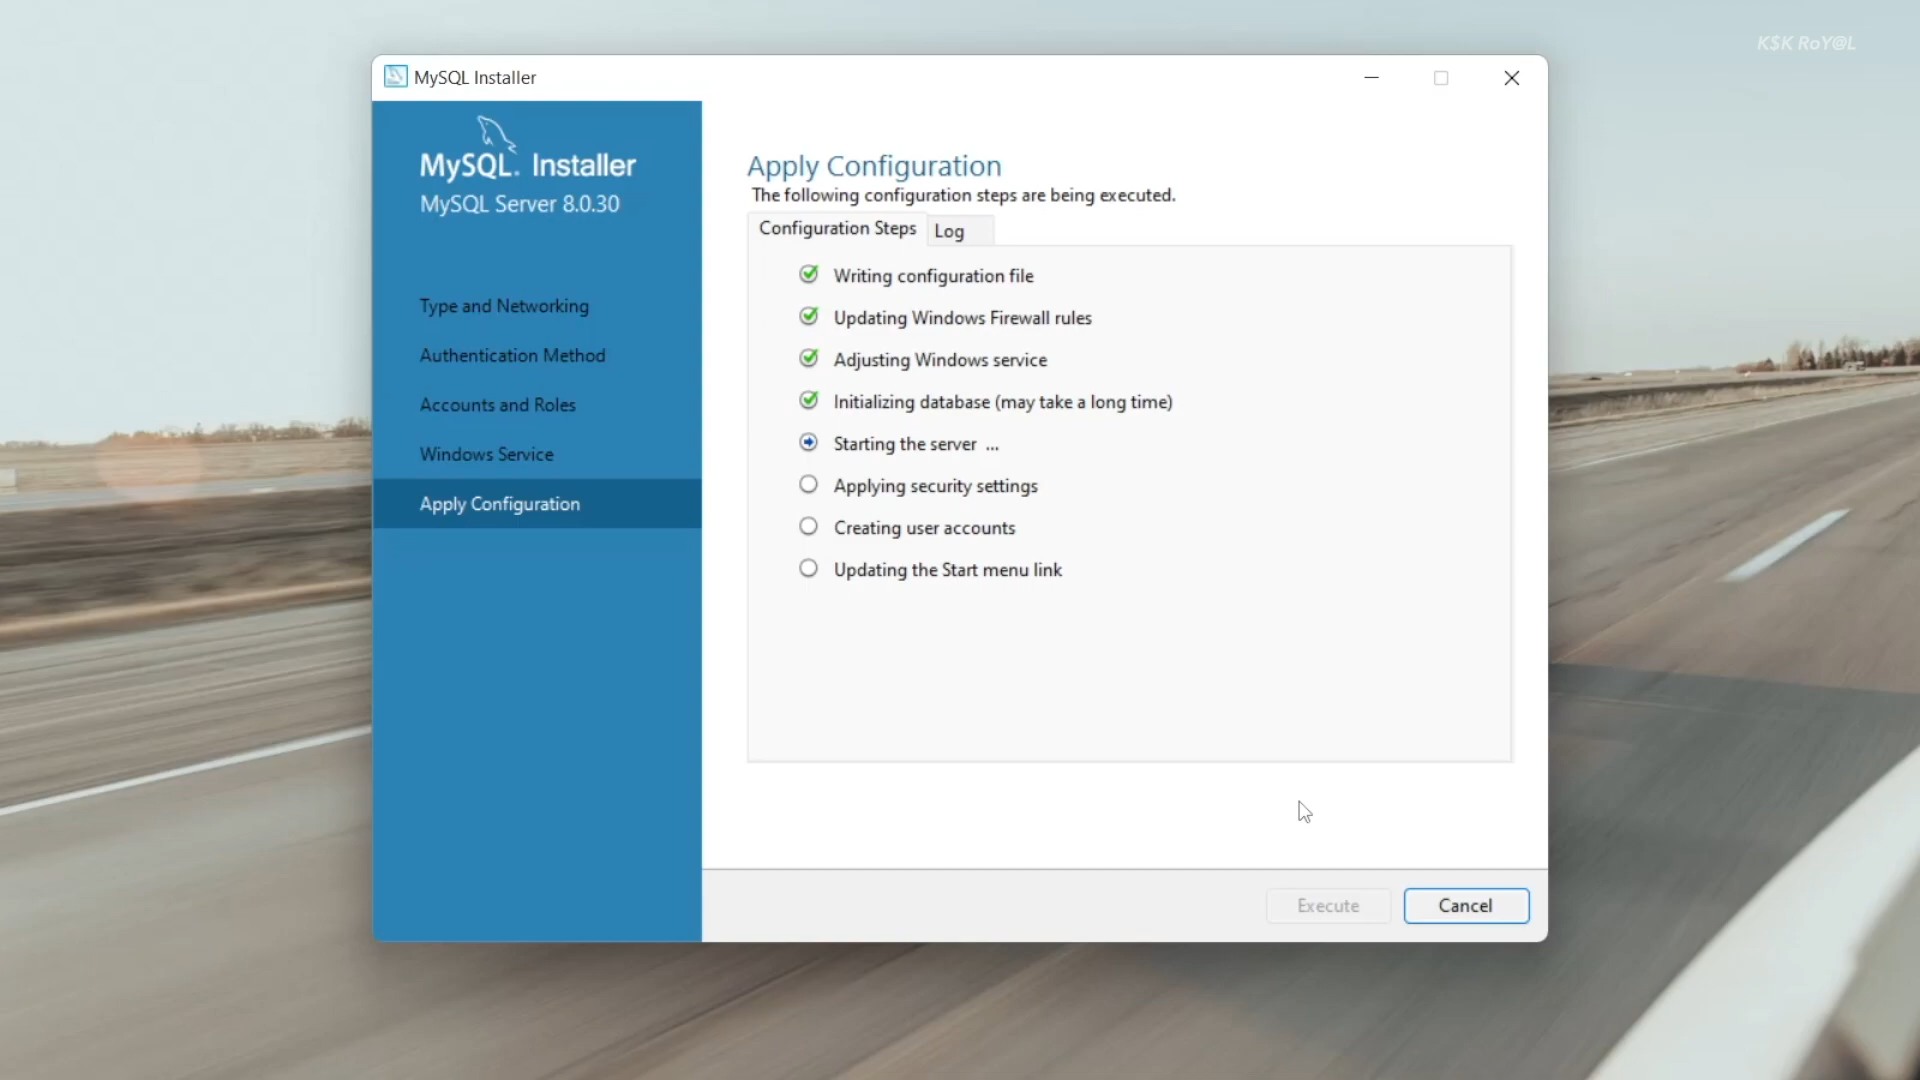 K$K RoY@L
MySQL Installer
MySQL. Installer
MySQL Server 8.0.30
Type and Networking
Authentication Method
Accounts and Roles
Windows Service
Apply Configuration
Apply Configuration
The following configuration steps are being executed.
Configuration Steps
Log
Writing configuration file
Updating Windows Firewall rules
Adjusting Windows service
Initializing database (may take a long time)
Starting the server ...
Applying security settings
Creating user accounts
Updating the Start menu link
Execute
Cancel